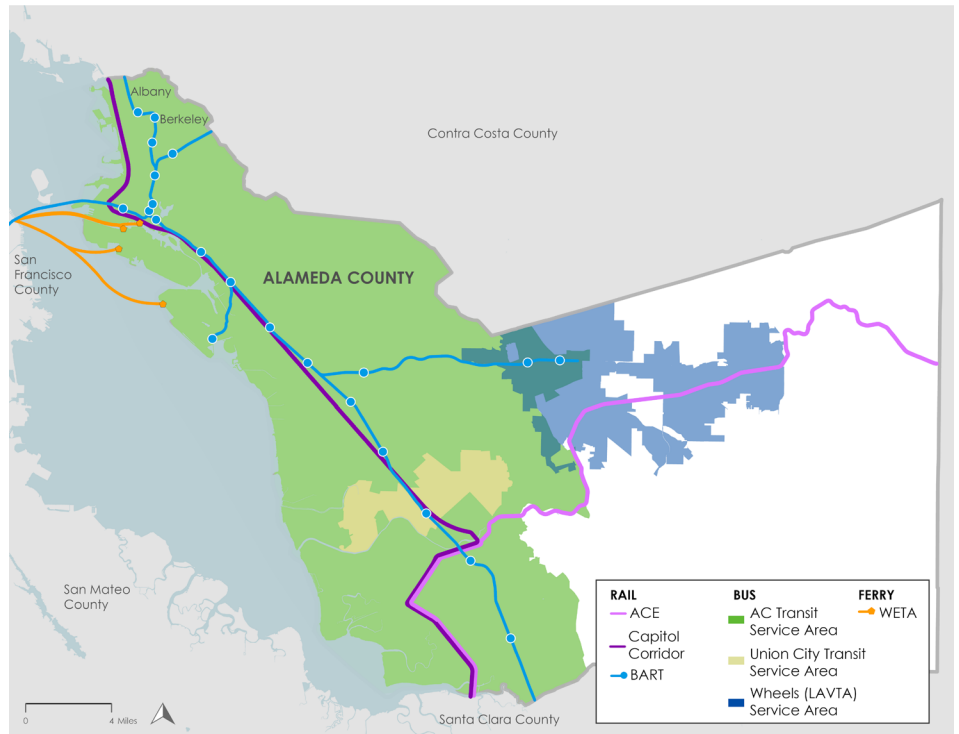 Albany
Berkeley
Contra Costa County
San
Francisco
County
ALAMEDA COUNTY
San Mateo
County
Santa Clara County
0
4 Miles
RAIL
ACE
Capitol
Corridor
BART
BUS
AC Transit
Service Area
Union City Transit
Service Area
Wheels (LAVTA)
Service Area
FERRY
WETA